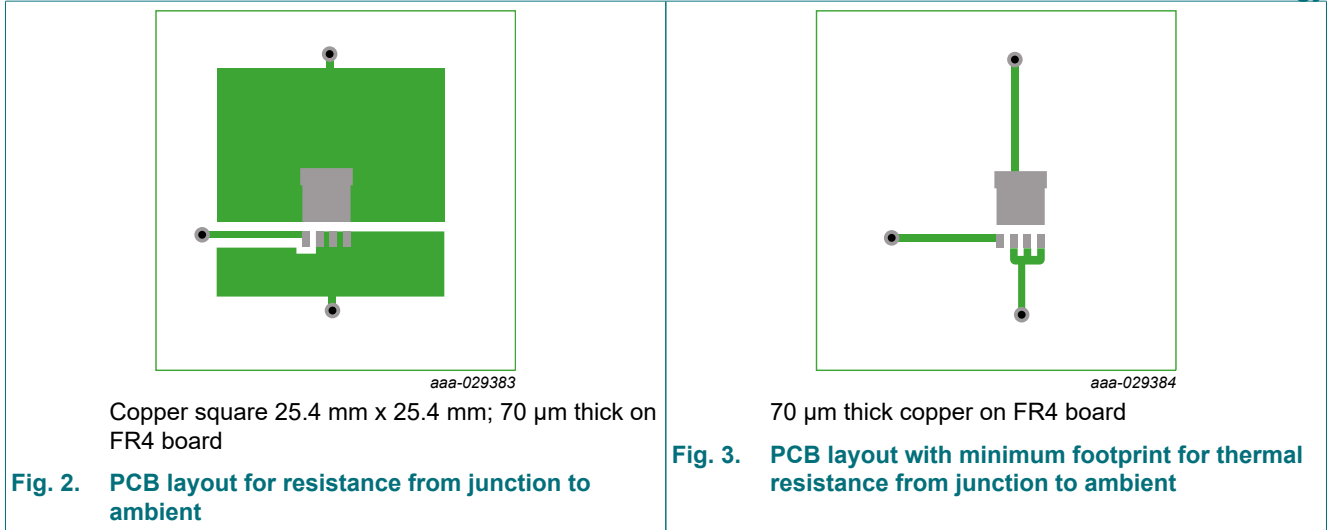 aaa-029383
Copper square 25.4 mm x 25.4 mm; 70 µm thick on
FR4 board
Fig. 2. PCB layout for resistance from junction to
ambient
aaa-029384
70 µm thick copper on FR4 board
Fig. 3. PCB layout with minimum footprint for thermal
resistance from junction to ambient